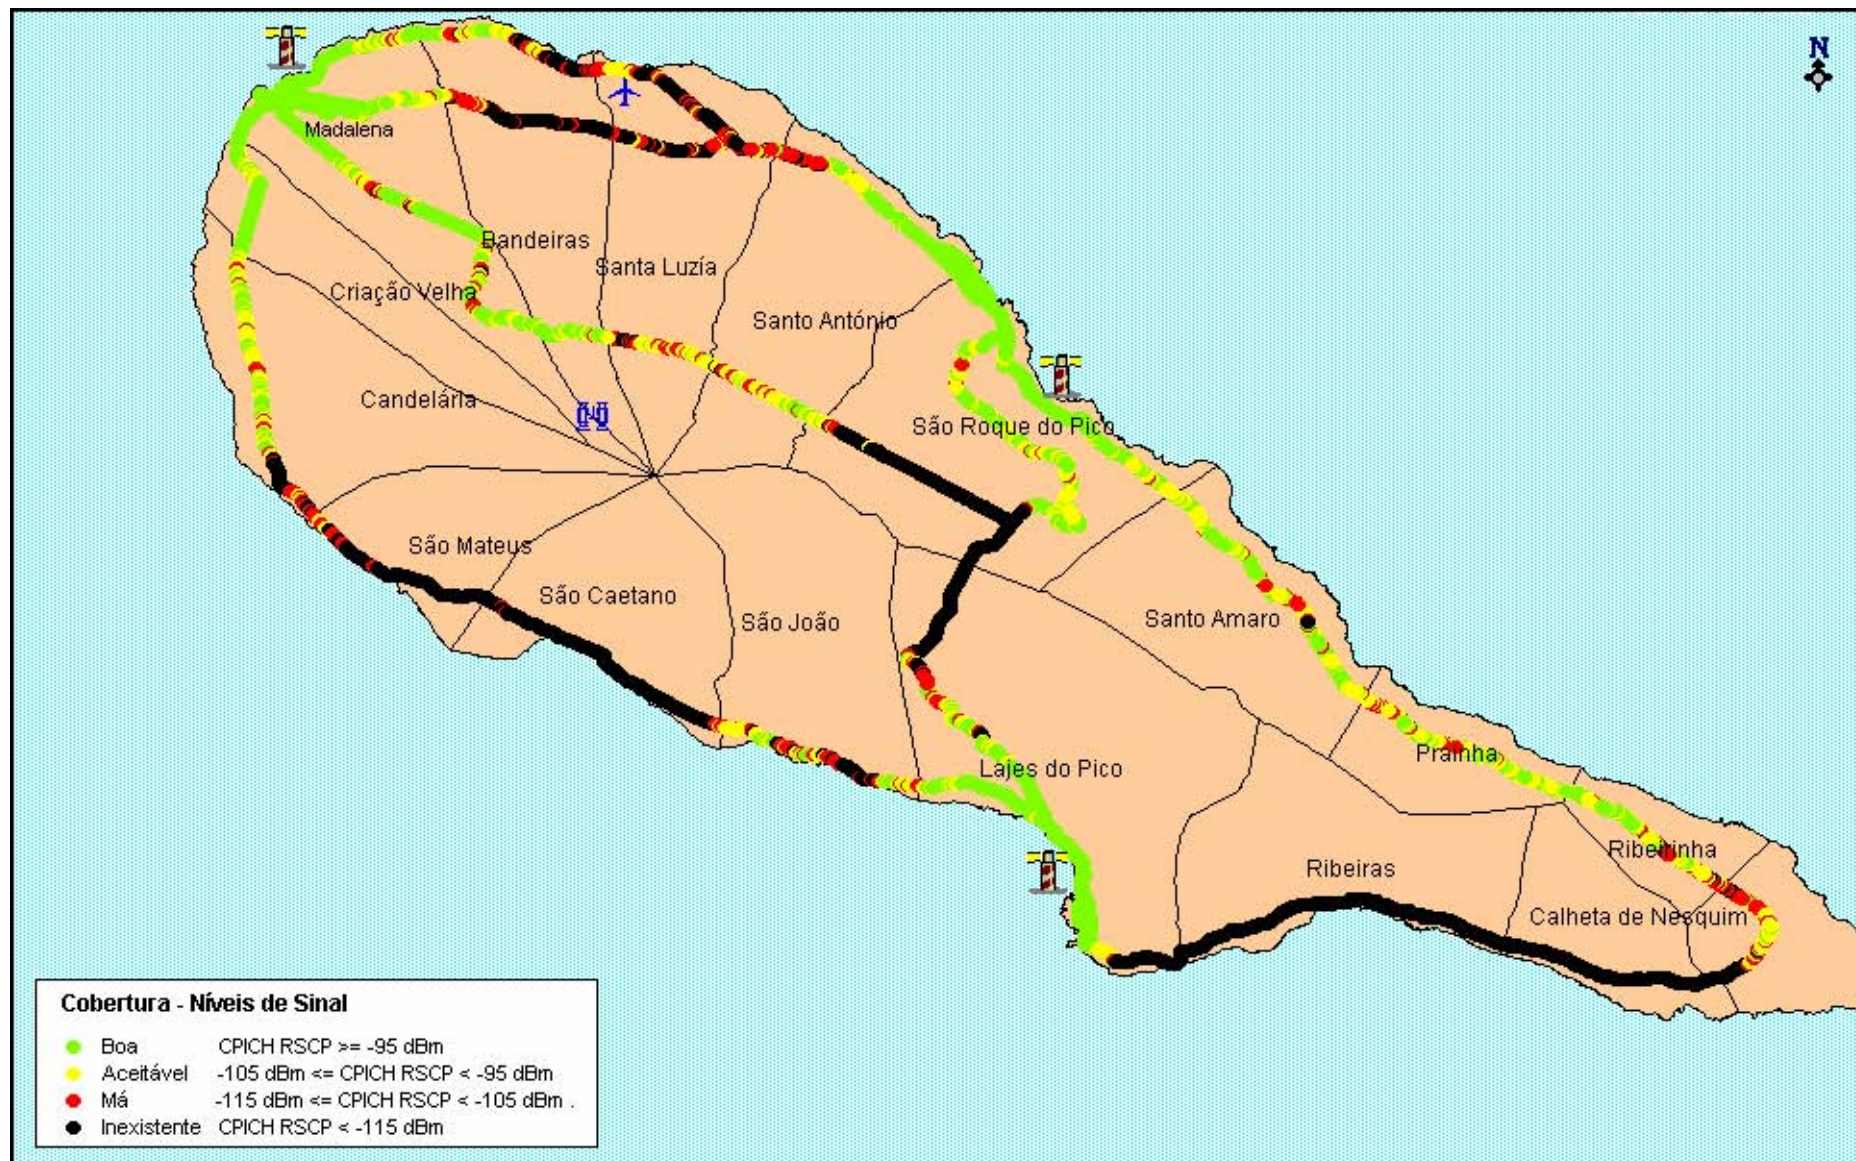 N
Madalena
Bandeiras
Santa Luzía
Criação Velha
Santo António
Candelária
São Roque do Pico
São Mateus
São Caetano
São João
Santo Amaro
Prainha
Lajes do Pico
Ribeirinha
Ribeiras
Calheta de Nesquim
Cobertura - Níveis de Sinal
Boa CPICH RSCP >= -95 dBm
Aceitável -105 dBm <= CPICH RSCP < -95 dBm
Má -115 dBm <= CPICH RSCP < -105 dBm .
Inexistente CPICH RSCP < -115 dBm